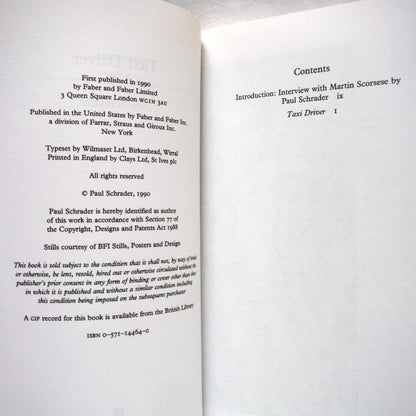 First published in 1990
by Faber and Faber Limited
3 Queen Square London WC1N 3AU
Published in the United States by Faber and Faber Inc.
a division of Farrar, Straus and Giroux Inc.
New York
Typeset by Wilmaset Ltd, Birkenhead, Wirral
Printed in England by Clays Ltd, St Ives plc
All rights reserved
© Paul Schrader, 1990
Paul Schrader is hereby identified as author
of this work in accordance with Section 77 of
the Copyright, Designs and Patents Act 1988
Stills courtesy of BFI Stills, Posters and Design
This book is sold subject to the condition that it shall not, by way of trade
or otherwise, be lent, resold, hired out or otherwise circulated without the
publisher's prior consent in any form of binding or cover other than that
in which it is published and without a similar condition including
this condition being imposed on the subsequent purchaser
A CIP record for this book is available from the British Library
ISBN 0-571-14464-0
Contents
Introduction: Interview with Martin Scorsese by
Paul Schrader ix
Taxi Driver 1